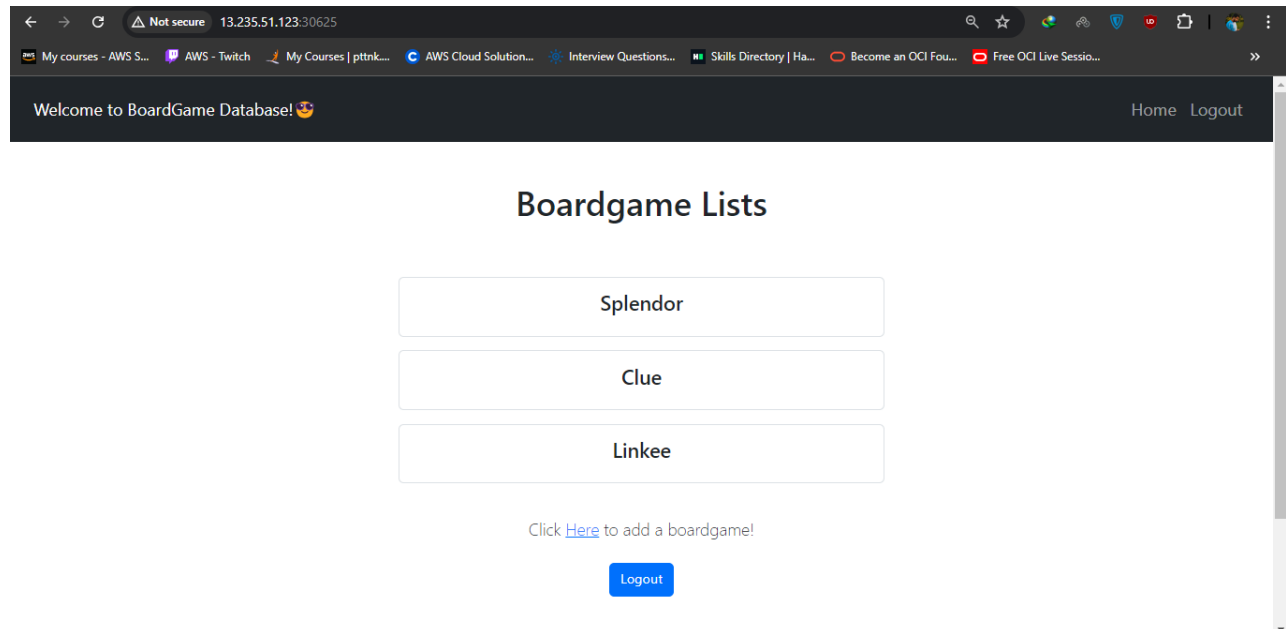 Not secure 13.235.51.123:30625
My courses - AWS S... AWS - Twitch My Courses | pttnk.... AWS Cloud Solution... Interview Questions... Skills Directory | Ha... Become an OCI Fou... Free OCI Live Sessio... »
Welcome to BoardGame Database! Home Logout
Boardgame Lists
Splendor
Clue
Linkee
Click Here to add a boardgame!
Logout